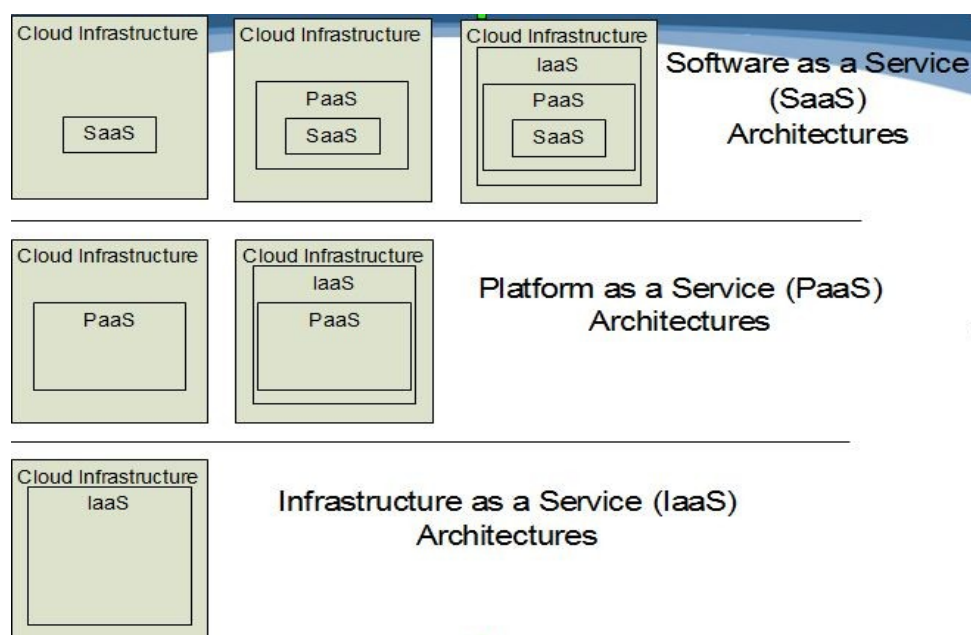 Cloud Infrastructure
SaaS
Cloud Infrastructure
PaaS
SaaS
Cloud Infrastructure
IaaS
PaaS
SaaS
Software as a Service
(SaaS)
Architectures
Cloud Infrastructure
PaaS
Cloud Infrastructure
IaaS
PaaS
Platform as a Service (PaaS)
Architectures
Cloud Infrastructure
IaaS
Infrastructure as a Service (IaaS)
Architectures